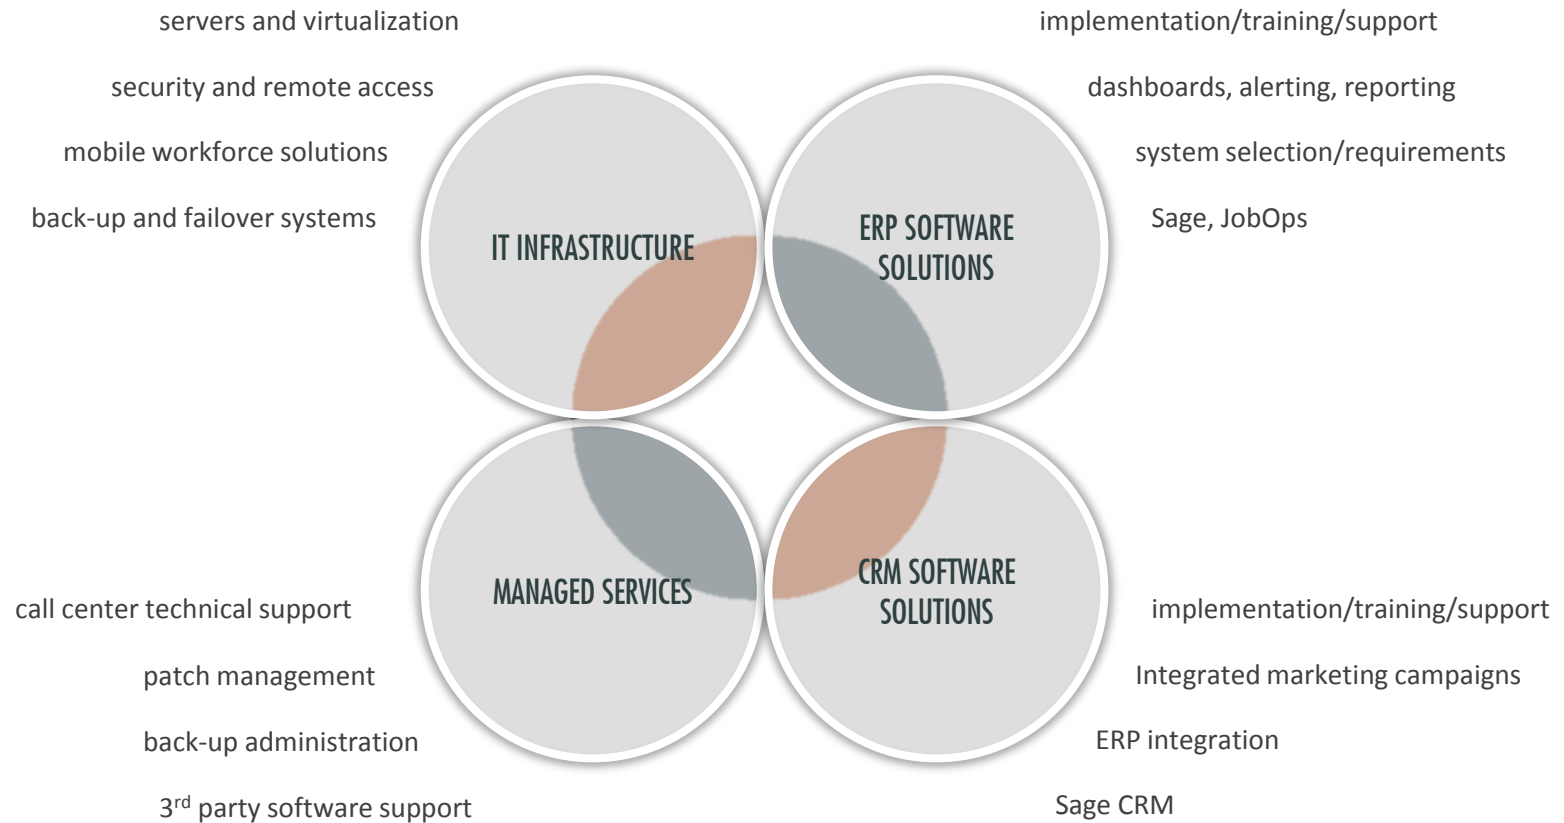 servers and virtualization
security and remote access
mobile workforce solutions
back-up and failover systems
IT INFRASTRUCTURE
implementation/training/support
dashboards, alerting, reporting
system selection/requirements
Sage, JobOps
ERP SOFTWARE
SOLUTIONS
MANAGED SERVICES
call center technical support
patch management
back-up administration
3rd party software support
CRM SOFTWARE
SOLUTIONS
implementation/training/support
Integrated marketing campaigns
ERP integration
Sage CRM